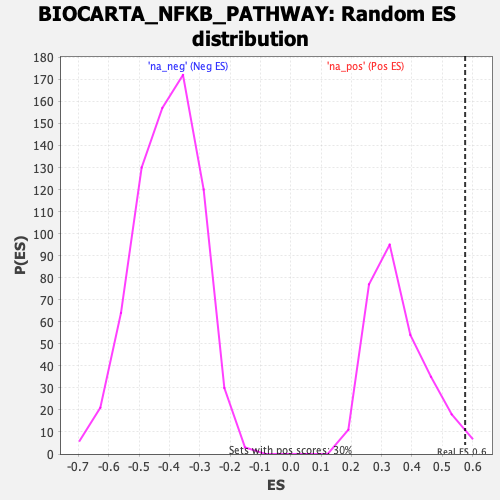 BIOCARTA_NFKB_PATHWAY: Random ES
distribution
'na_neg' (Neg ES)
'na_pos' (Pos ES)
180
170
160
150
140
130
120
110
100
90
80
70
60
50
40
30
20
10
0
P(ES)
Sets with pos scores: 30%
Real ES 0.6
-0.7 -0.6 -0.5 -0.4 -0.3 -0.2 -0.1 0.0 0.1 0.2 0.3 0.4 0.5 0.6
ES